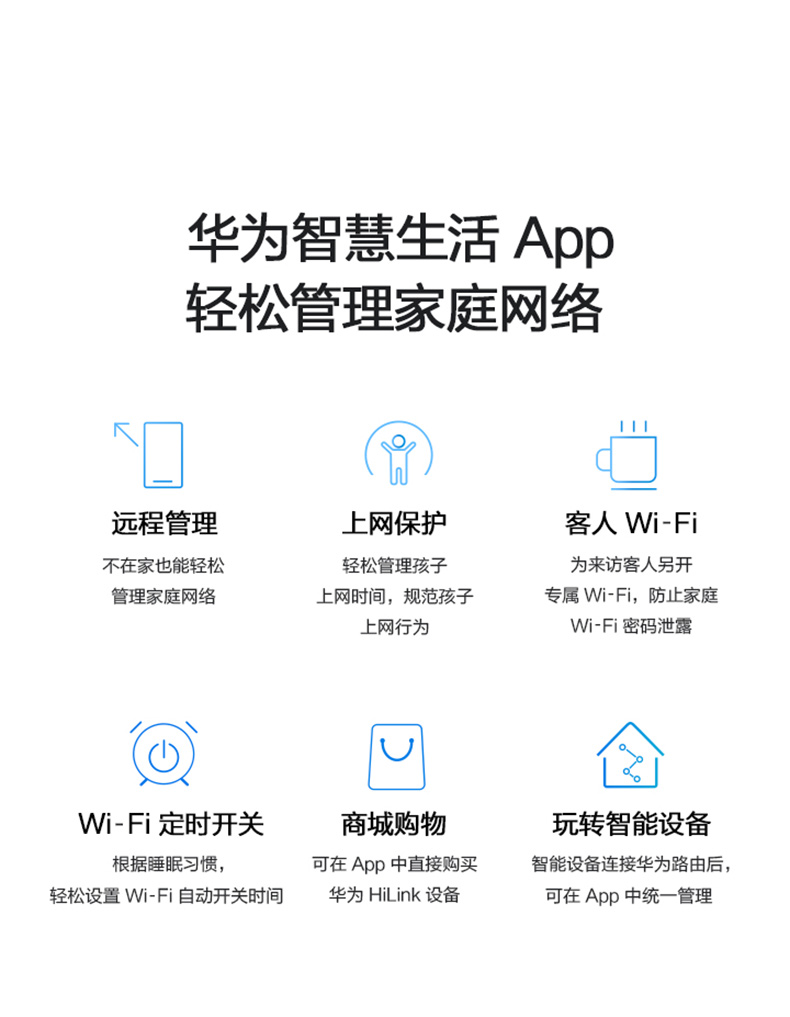 华为智慧生活 App
轻松管理家庭网络
远程管理
不在家也能轻松
管理家庭网络
上网保护
轻松管理孩子
上网时间，规范孩子
上网行为
客人 Wi-Fi
为来访客人另开
专属 Wi-Fi，防止家庭
Wi-Fi 密码泄露
Wi-Fi 定时开关
根据睡眠习惯，
轻松设置 Wi-Fi 自动开关时间
商城购物
可在 App 中直接购买
华为 HiLink 设备
玩转智能设备
智能设备连接华为路由后，
可在 App 中统一管理